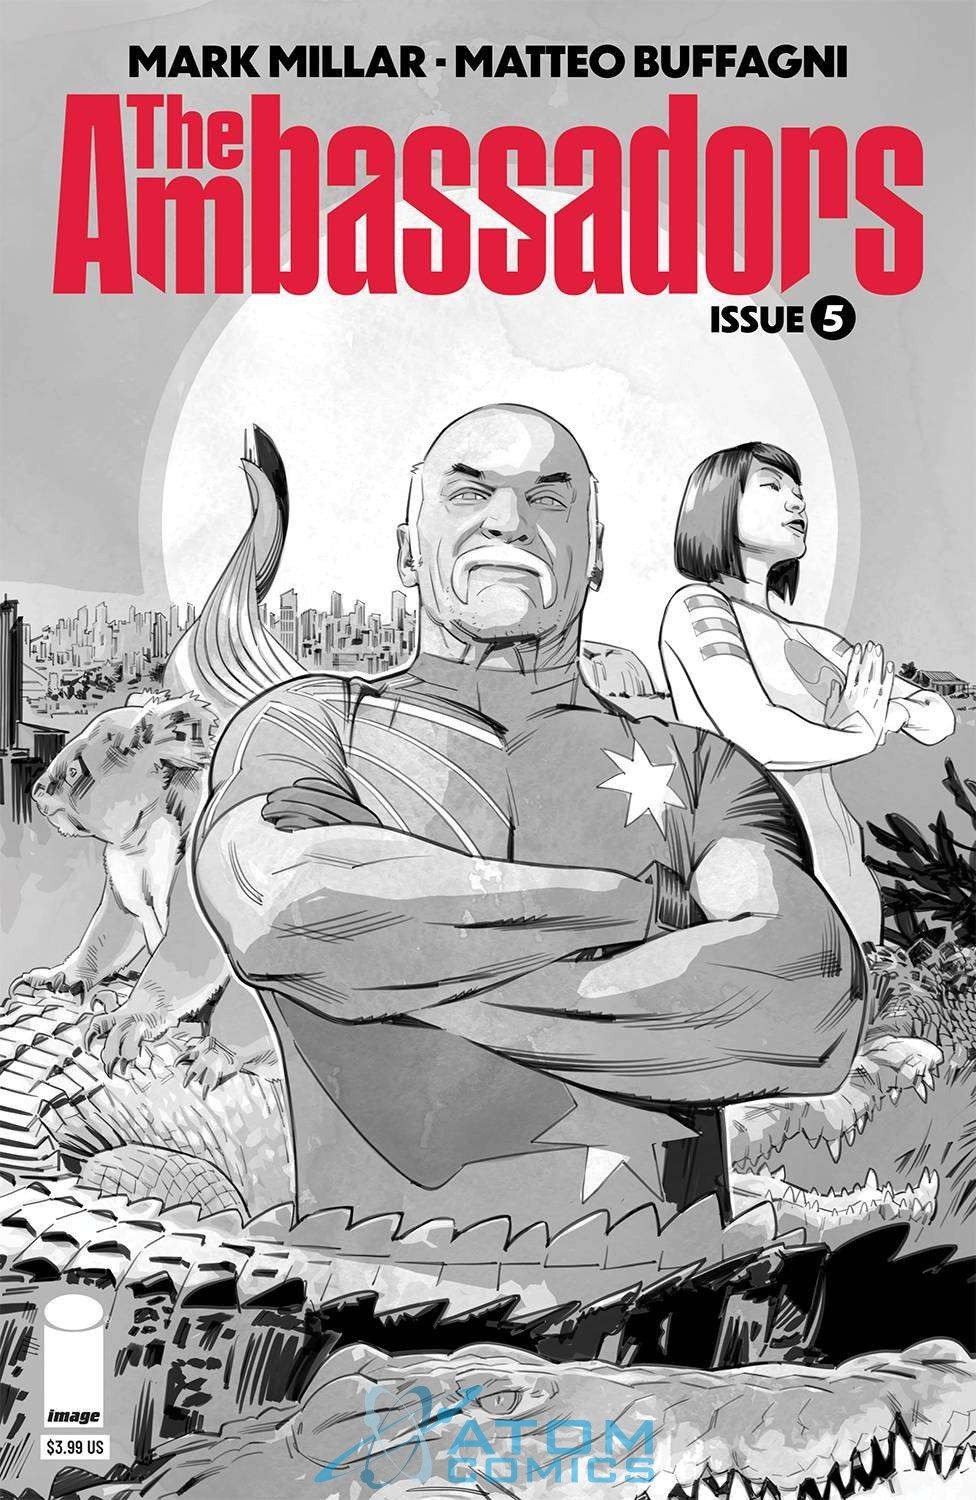 MARK MILLAR - MATTEO BUFFAGNI
The
Ambassadors
ISSUE 5
image
$3.99 US
ATOM
COMICS